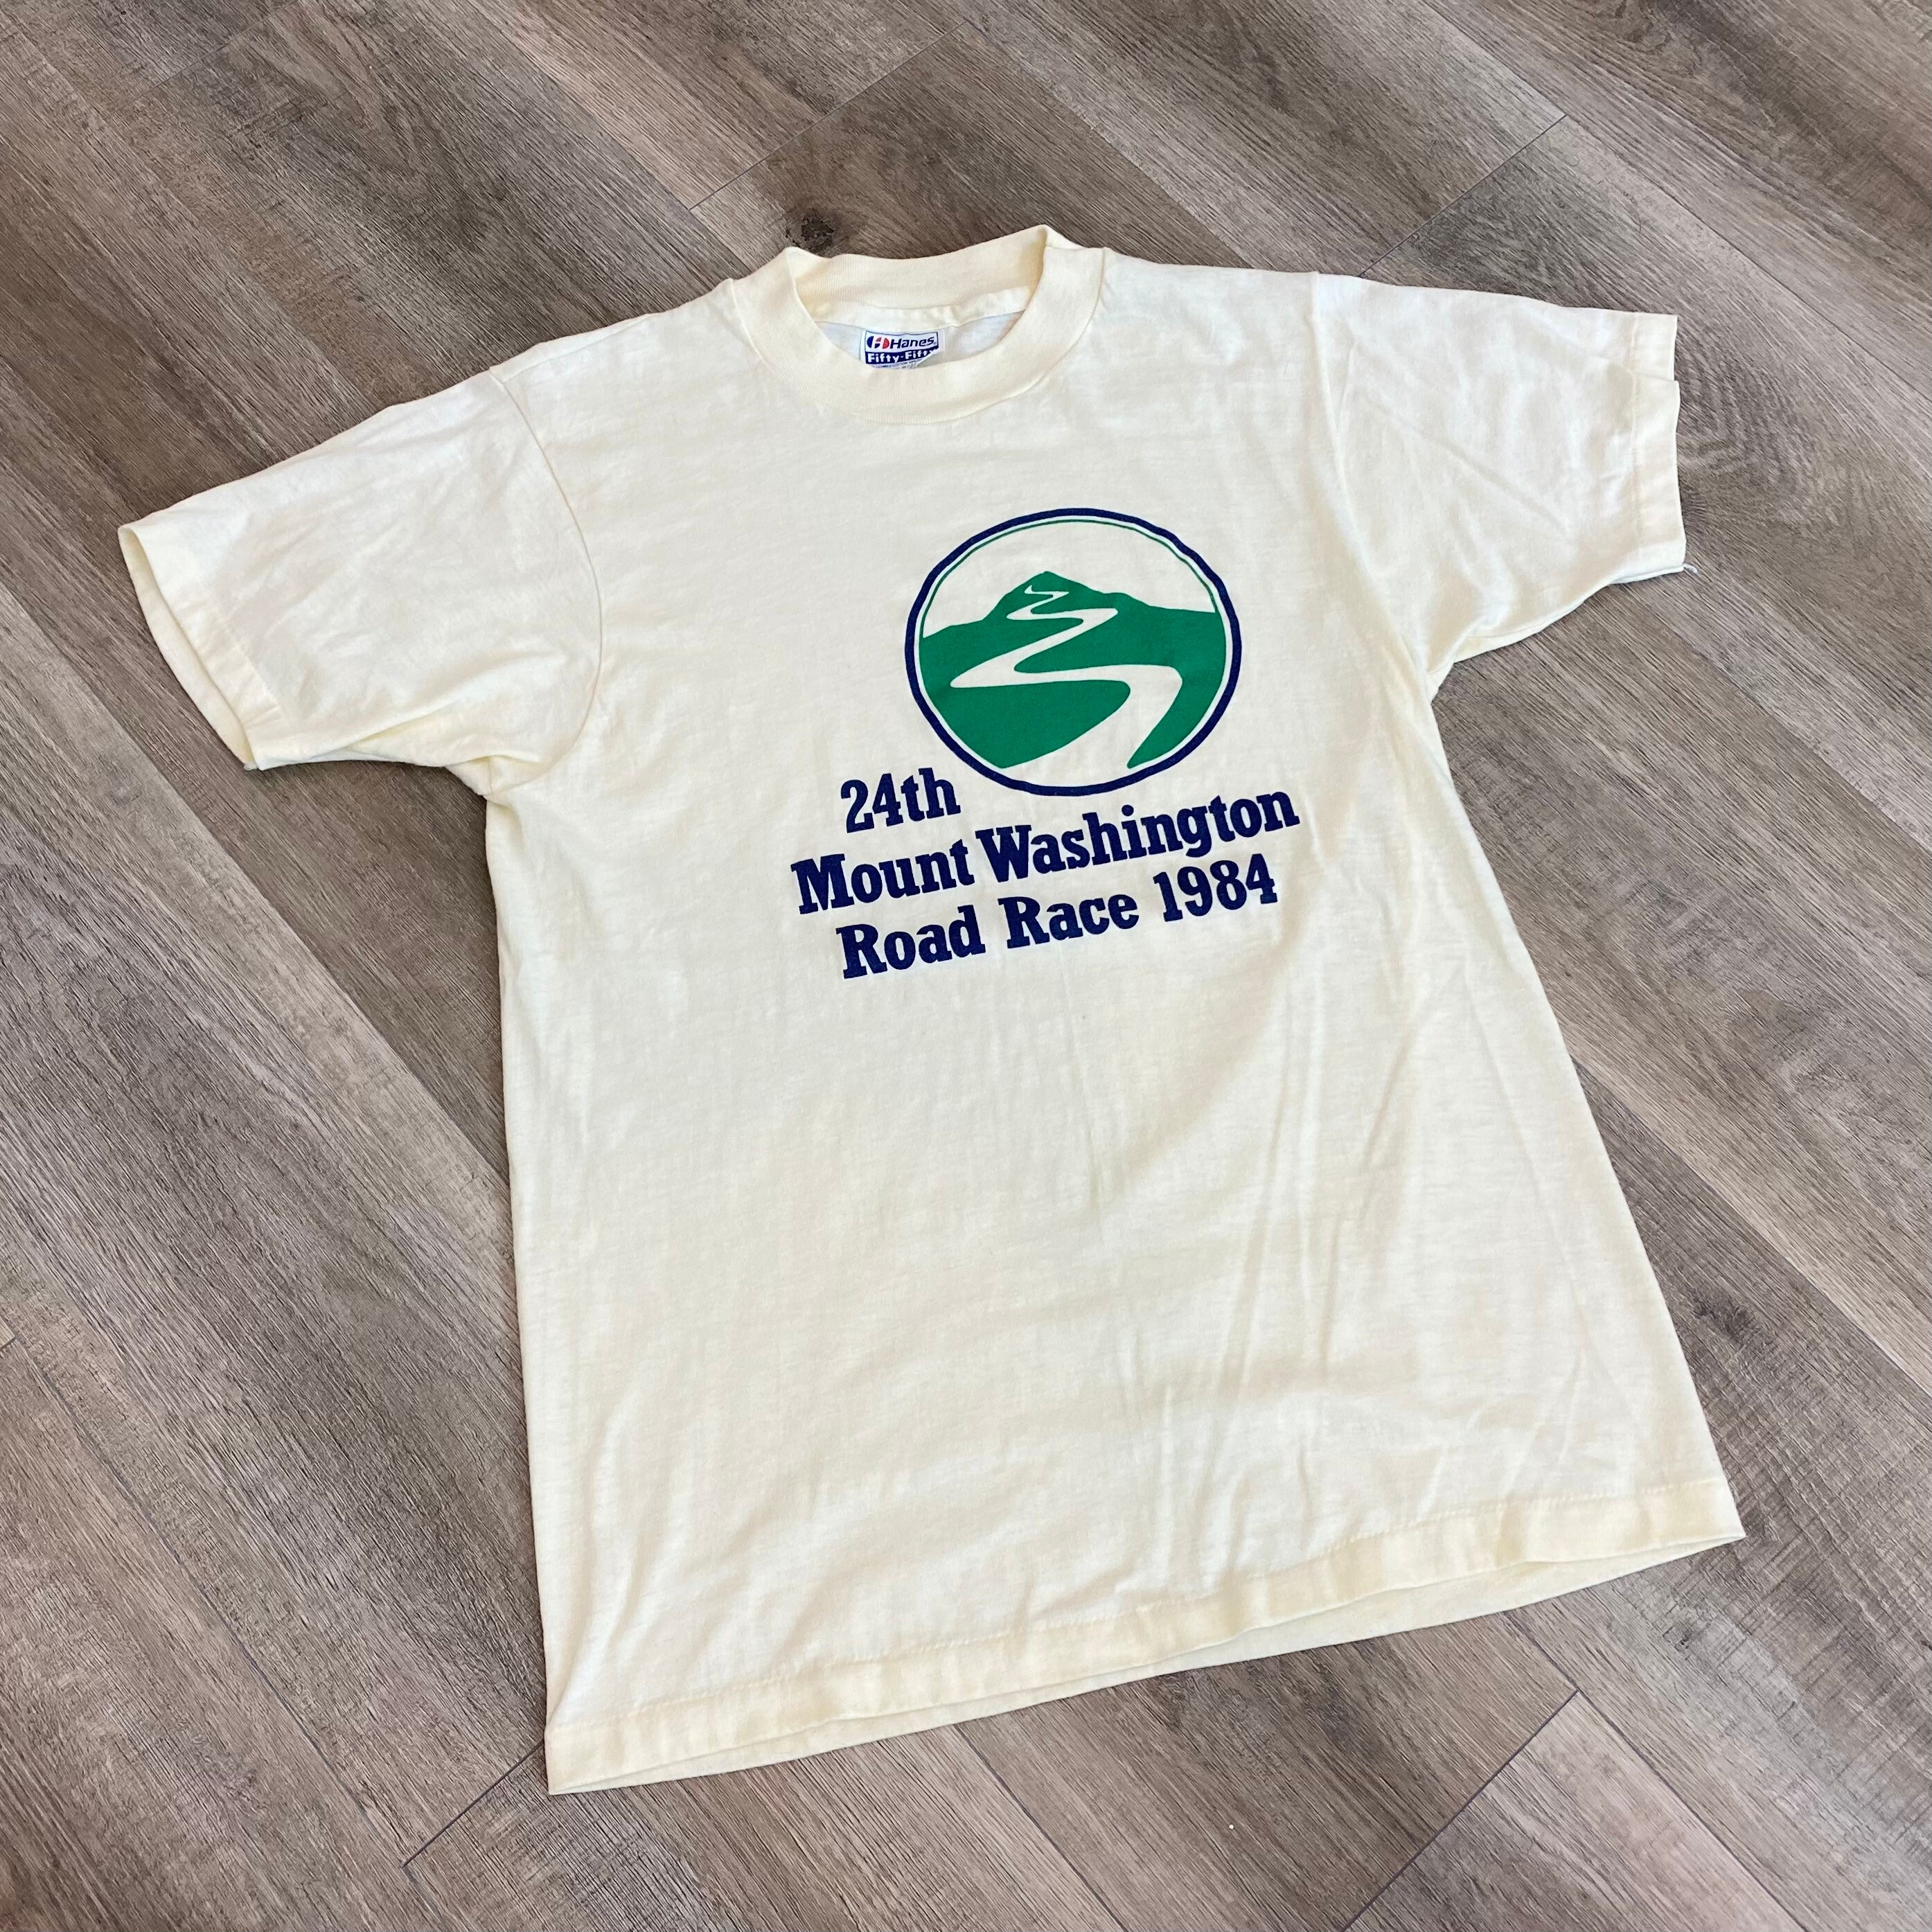 Hanes
Fifty-Fifty
24th
Mount Washington
Road Race 1984